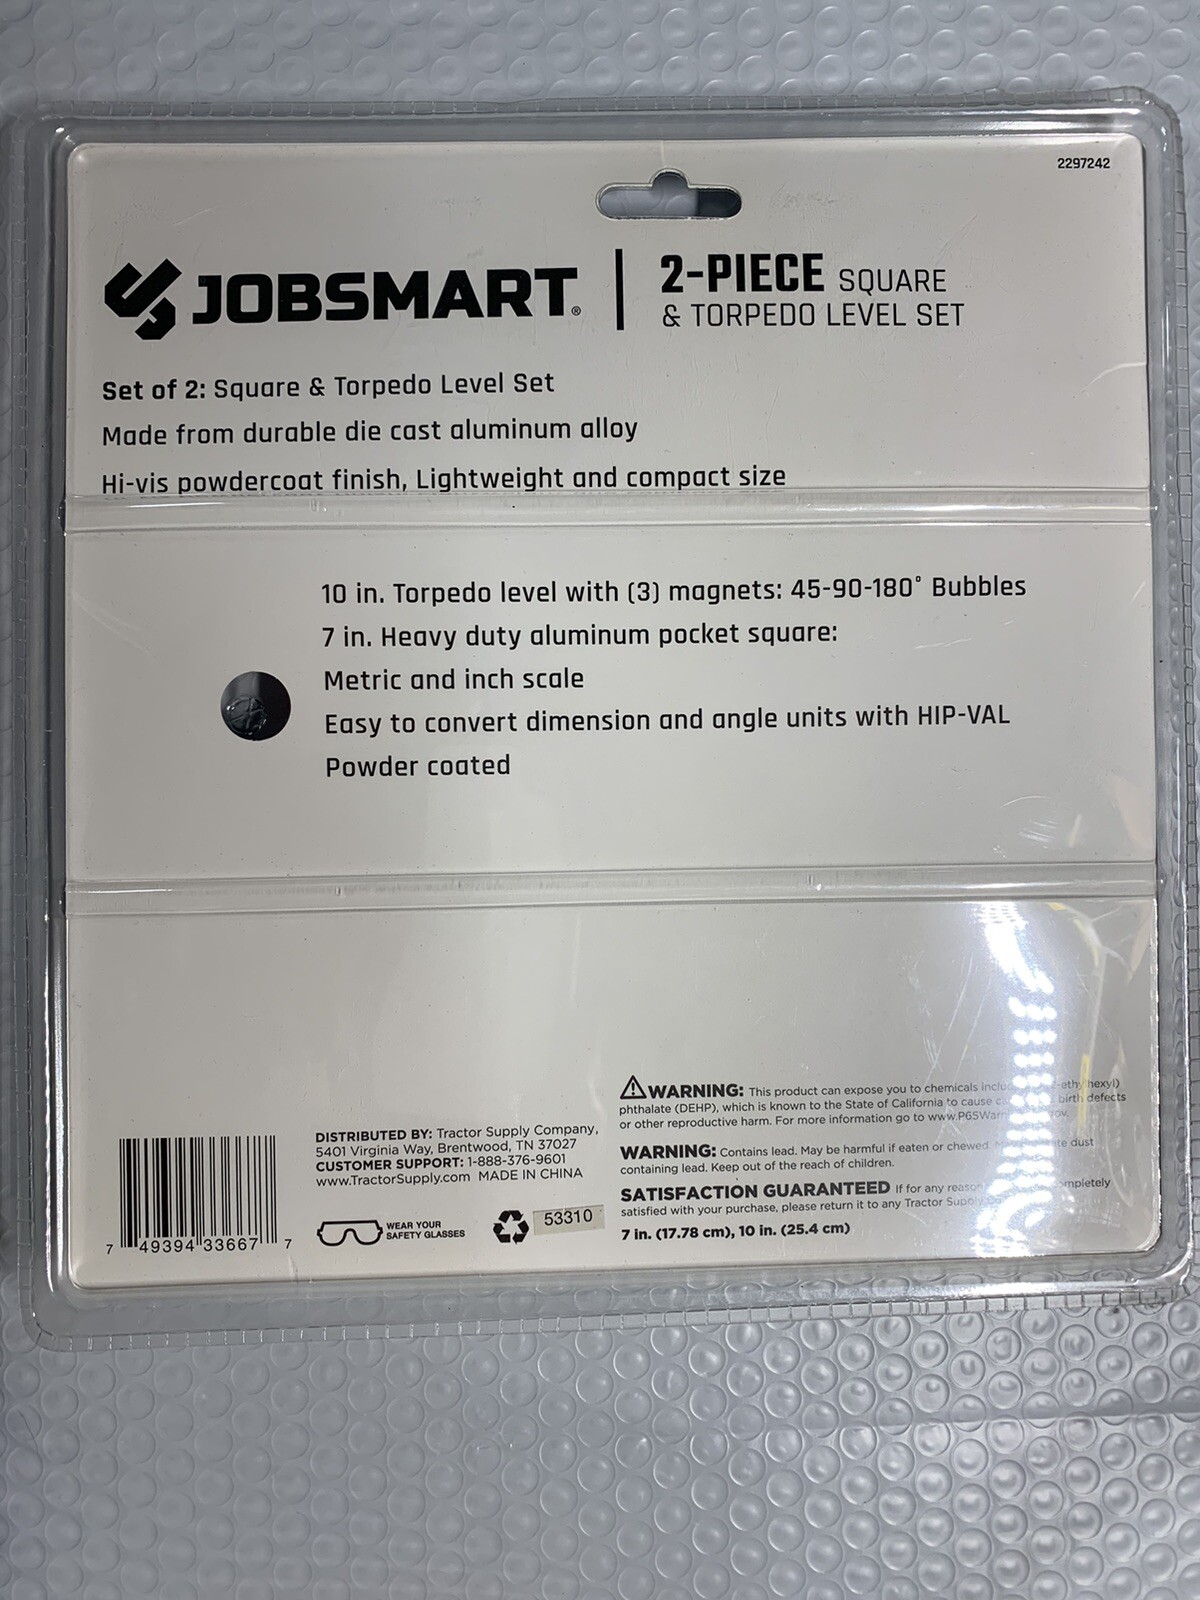 2297242
JOBSMART®
2-PIECE SQUARE
& TORPEDO LEVEL SET
Set of 2: Square & Torpedo Level Set
Made from durable die cast aluminum alloy
Hi-vis powdercoat finish, Lightweight and compact size
10 in. Torpedo level with (3) magnets: 45-90-180° Bubbles
7 in. Heavy duty aluminum pocket square:
Metric and inch scale
Easy to convert dimension and angle units with HIP-VAL
Powder coated
7 49394 33667 7
DISTRIBUTED BY: Tractor Supply Company,
5401 Virginia Way, Brentwood, TN 37027
CUSTOMER SUPPORT: 1-888-376-9601
www.TractorSupply.com MADE IN CHINA
WEAR YOUR
SAFETY GLASSES
53310
WARNING: This product can expose you to chemicals hexyl)
phthalate (DEHP), which is known to the State of California to cause birth defects
or other reproductive harm. For more information go to
WARNING: Contains lead. May be harmful if eaten or chewed. dust
containing lead. Keep out of the reach of children.
SATISFACTION GUARANTEED If for any reason
satisfied with your purchase, please return it to any Tractor Supply
7 in. (17.78 cm), 10 in. (25.4 cm)